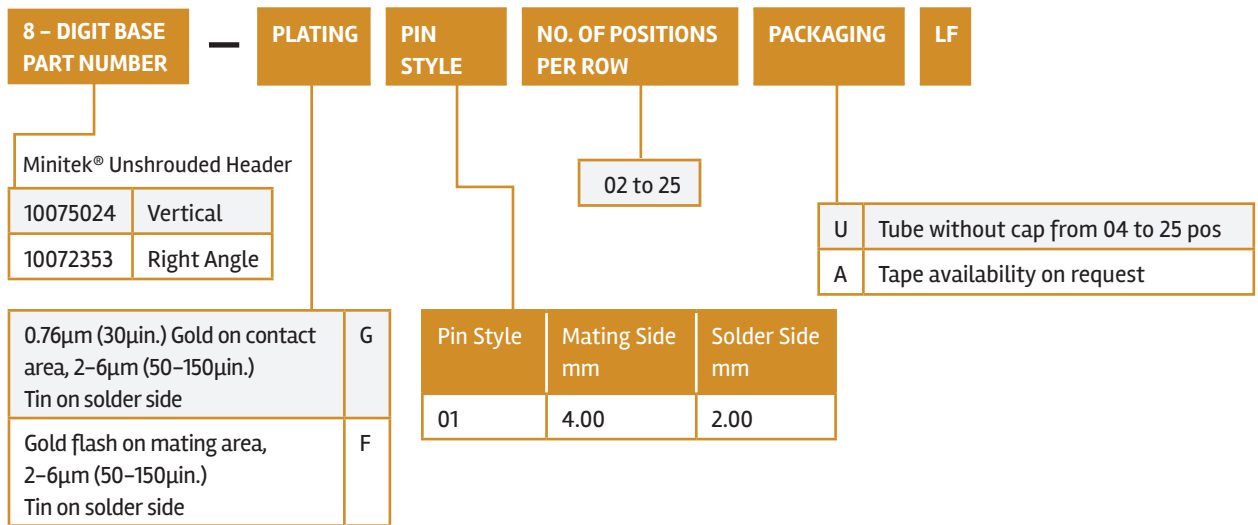 8 – DIGIT BASE
PART NUMBER
—
PLATING
PIN
STYLE
NO. OF POSITIONS
PER ROW
PACKAGING
LF
Minitek® Unshrouded Header
10075024 Vertical
10072353 Right Angle
02 to 25
U Tube without cap from 04 to 25 pos
A Tape availability on request
0.76µm (30µin.) Gold on contact G
area, 2–6µm (50–150µin.)
Tin on solder side
Gold flash on mating area, F
2–6µm (50–150µin.)
Tin on solder side
Pin Style Mating Side Solder Side
mm mm
01 4.00 2.00